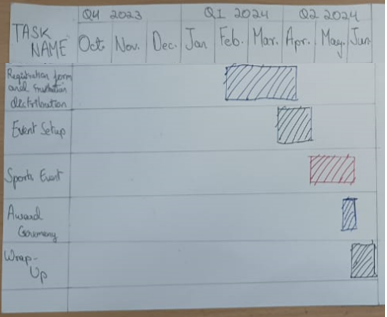 Q4 2023 Q1 2024 Q2 2024
TASK
NAME
Oct Nov. Dec. Jan Feb. Mar. Apr. May Jun
Registration form
and
distribution
Event Setup
Sports Event
Award
Ceremony
Wrap-
Up